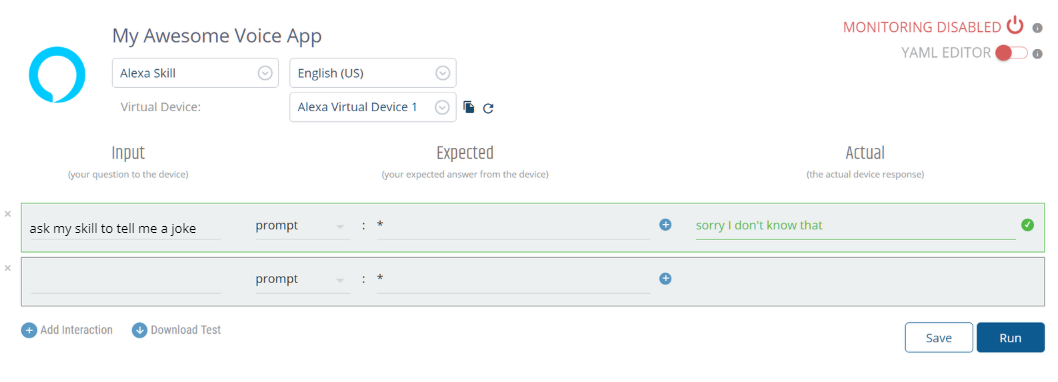 MONITORING DISABLED
My Awesome Voice App
YAML EDITOR
Alexa Skill English (US)
Virtual Device: Alexa Virtual Device 1
Input Expected Actual
(your question to the device) (your expected answer from the device) (the actual device response)
× ask my skill to tell me a joke prompt : * + sorry I don't know that
× prompt : * +
+ Add Interaction Download Test
Save Run